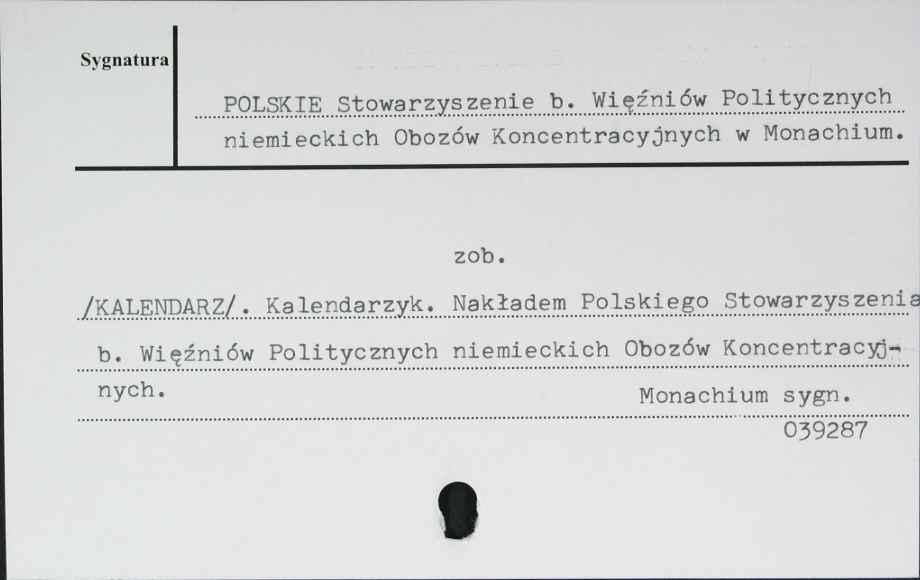 Sygnatura
POLSKIE Stowarzyszenie b. Więźniów Politycznych
niemieckich Obozów Koncentracyjnych w Monachium.
zob.
/KALENDARZ/. Kalendarzyk. Nakładem Polskiego Stowarzyszenia
b. Więźniów Politycznych niemieckich Obozów Koncentracyj-
nych.
Monachium sygn.
039287